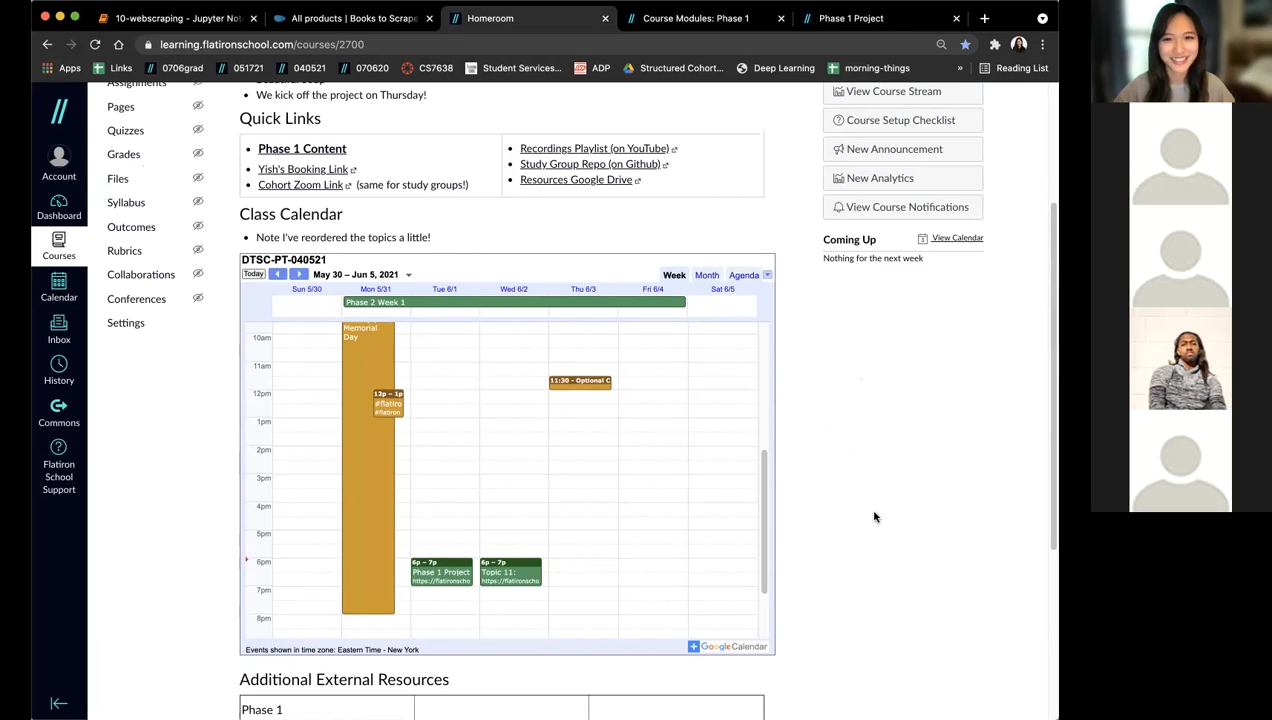 10-webscraping - Jupyter No
All products | Books to Scrape
Homeroom
Course Modules: Phase 1
Phase 1 Project
learning.flatironschool.com/courses/2700
Apps
Links
0706grad
051721
040521
070620
CS7638
Student Services...
ADP
Structured Cohort...
Deep Learning
morning-things
»
Reading List
Assignments
Pages
Quizzes
Grades
Files
Syllabus
Outcomes
Rubrics
Collaborations
Conferences
Settings
Account
Dashboard
Courses
Calendar
Inbox
History
Commons
Flatiron
School
Support
We kick off the project on Thursday!
Quick Links
Phase 1 Content
Yish's Booking Link
Cohort Zoom Link (same for study groups!)
Recordings Playlist (on YouTube)
Study Group Repo (on Github)
Resources Google Drive
Class Calendar
Note I've reordered the topics a little!
DTSC-PT-040521
Today
May 30 – Jun 5, 2021
Week
Month
Agenda
Sun 5/30
Mon 5/31
Tue 6/1
Wed 6/2
Thu 6/3
Fri 6/4
Sat 6/5
Phase 2 Week 1
Memorial
Day
10am
11am
11:30 - Optional C
12pm
12p – 1p
#flatiro
#flatiron
1pm
2pm
3pm
4pm
5pm
6pm
6p – 7p
Phase 1 Project
https://flatironscho
6p – 7p
Topic 11:
https://flatironscho
7pm
8pm
Events shown in time zone: Eastern Time - New York
Google Calendar
Additional External Resources
Phase 1
View Course Stream
Course Setup Checklist
New Announcement
New Analytics
View Course Notifications
Coming Up
View Calendar
Nothing for the next week